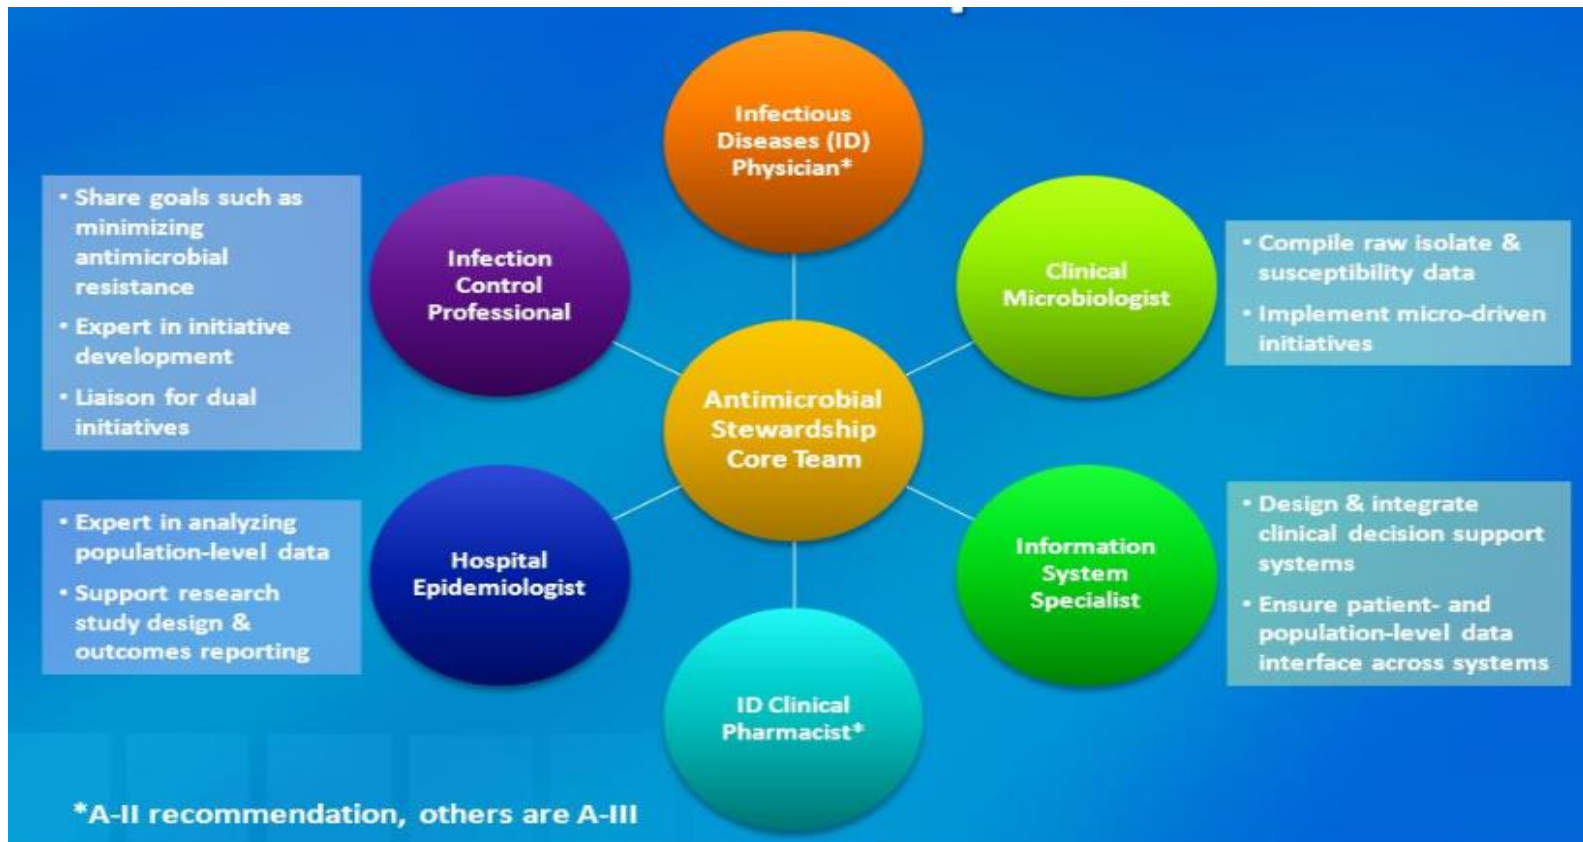 Infectious
Diseases (ID)
Physician*
• Share goals such as
minimizing
antimicrobial
resistance
• Expert in initiative
development
• Liaison for dual
initiatives
Infection
Control
Professional
Clinical
Microbiologist
• Compile raw isolate &
susceptibility data
• Implement micro-driven
initiatives
Antimicrobial
Stewardship
Core Team
• Expert in analyzing
population-level data
• Support research
study design &
outcomes reporting
Hospital
Epidemiologist
Information
System
Specialist
• Design & integrate
clinical decision support
systems
• Ensure patient- and
population-level data
interface across systems
ID Clinical
Pharmacist*
*A-II recommendation, others are A-III